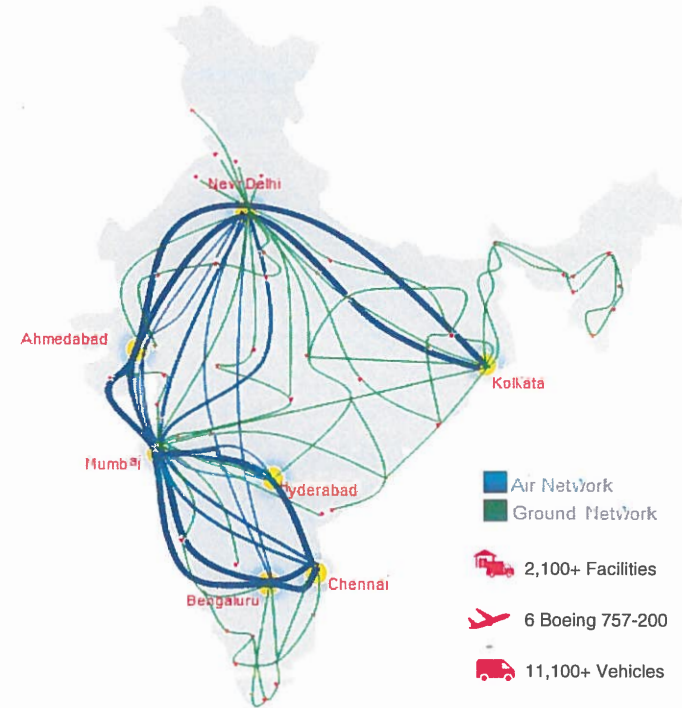 New Delhi
Ahmedabad
Kolkata
Mumbai
Hyderabad
Air Network
Ground Network
2,100+ Facilities
Chennai
Bengaluru
6 Boeing 757-200
11,100+ Vehicles